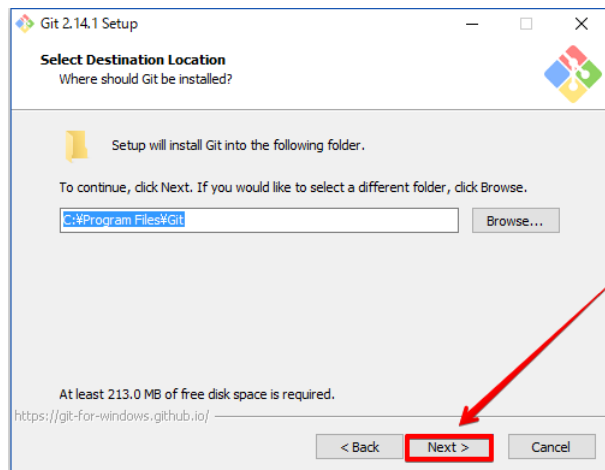 Git 2.14.1 Setup
Select Destination Location
Where should Git be installed?
Setup will install Git into the following folder.
To continue, click Next. If you would like to select a different folder, click Browse.
C:¥Program Files¥Git
Browse...
At least 213.0 MB of free disk space is required.
https://git-for-windows.github.io/
< Back
Next >
Cancel